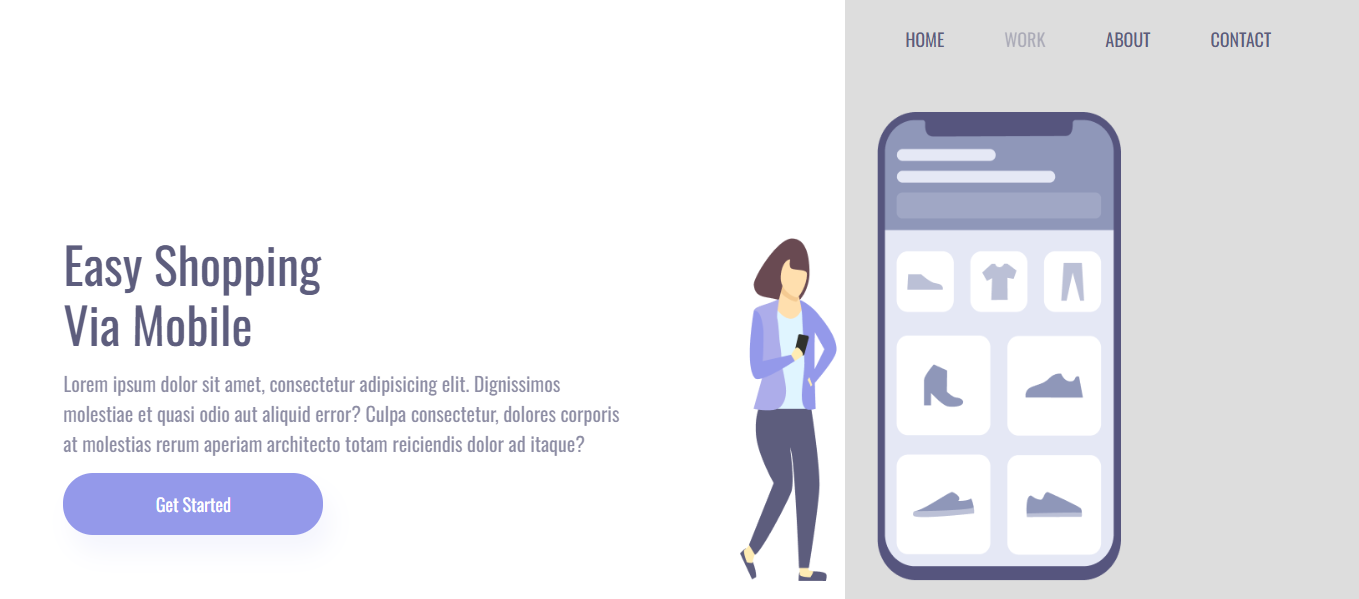 HOME WORK ABOUT CONTACT
Easy Shopping
Via Mobile
Lorem ipsum dolor sit amet, consectetur adipisicing elit. Dignissimos
molestiae et quasi odio aut aliquid error? Culpa consectetur, dolores corporis
at molestias rerum aperiam architecto totam reiciendis dolor ad itaque?
Get Started